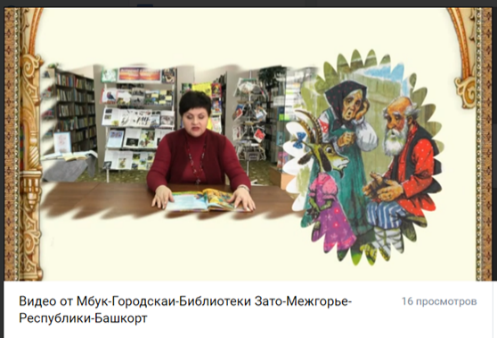 Видео от Мбук-Городскаи-Библиотеки Зато-Межгорье-
Республики-Башкорт
16 просмотров